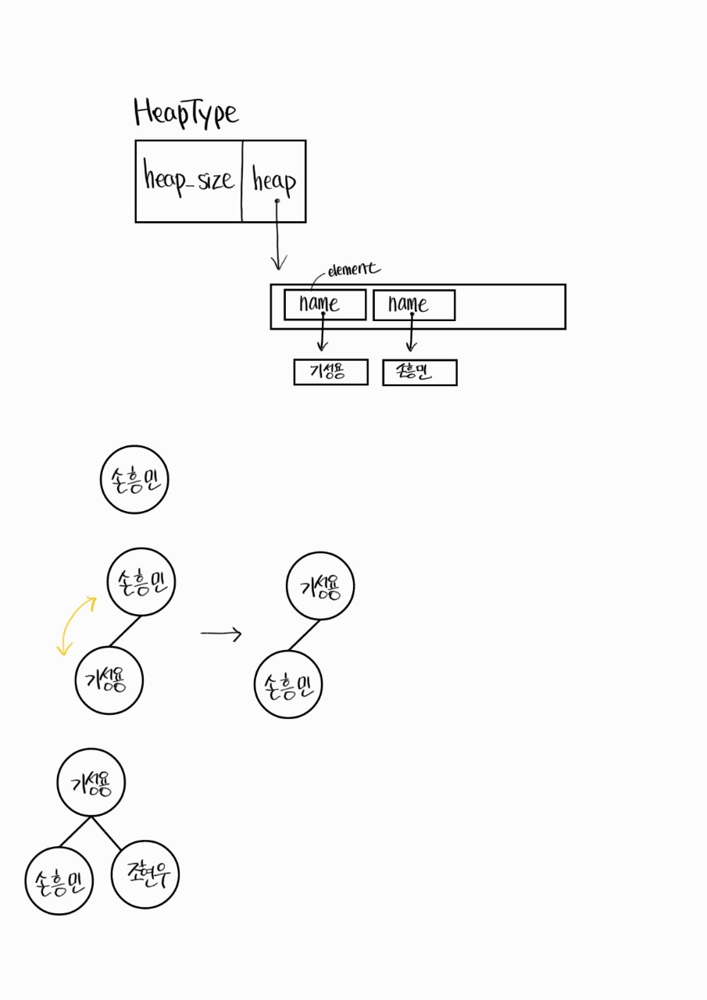 HeapType
heap_size heap
element
name name
기성용 손흥민
손흥민
손흥민 기성용
기성용 손흥민
기성용
손흥민 조현우